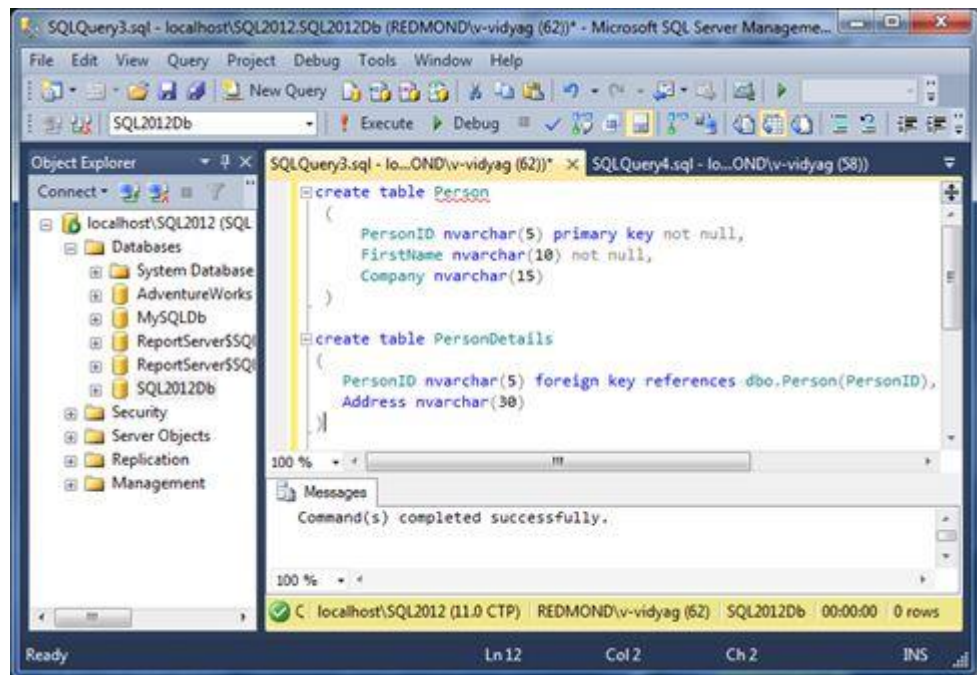 SQLQuery3.sql - localhost\SQL2012.SQL2012Db (REDMOND\v-vidyag (62))* - Microsoft SQL Server Manageme...
File Edit View Query Project Debug Tools Window Help
New Query
SQL2012Db Execute Debug
Object Explorer
Connect
localhost\SQL2012 (SQL
Databases
System Database
AdventureWorks
MySQLDb
ReportServer$SQl
ReportServer$SQl
SQL2012Db
Security
Server Objects
Replication
Management
SQLQuery3.sql - lo...OND\v-vidyag (62))* SQLQuery4.sql - lo...OND\v-vidyag (58))
create table Person
(
PersonID nvarchar(5) primary key not null,
FirstName nvarchar(10) not null,
Company nvarchar(15)
)
create table PersonDetails
(
PersonID nvarchar(5) foreign key references dbo.Person(PersonID),
Address nvarchar(30)
)
100 %
Messages
Command(s) completed successfully.
100 %
C localhost\SQL2012 (11.0 CTP) REDMOND\v-vidyag (62) SQL2012Db 00:00:00 0 rows
Ready Ln 12 Col 2 Ch 2 INS